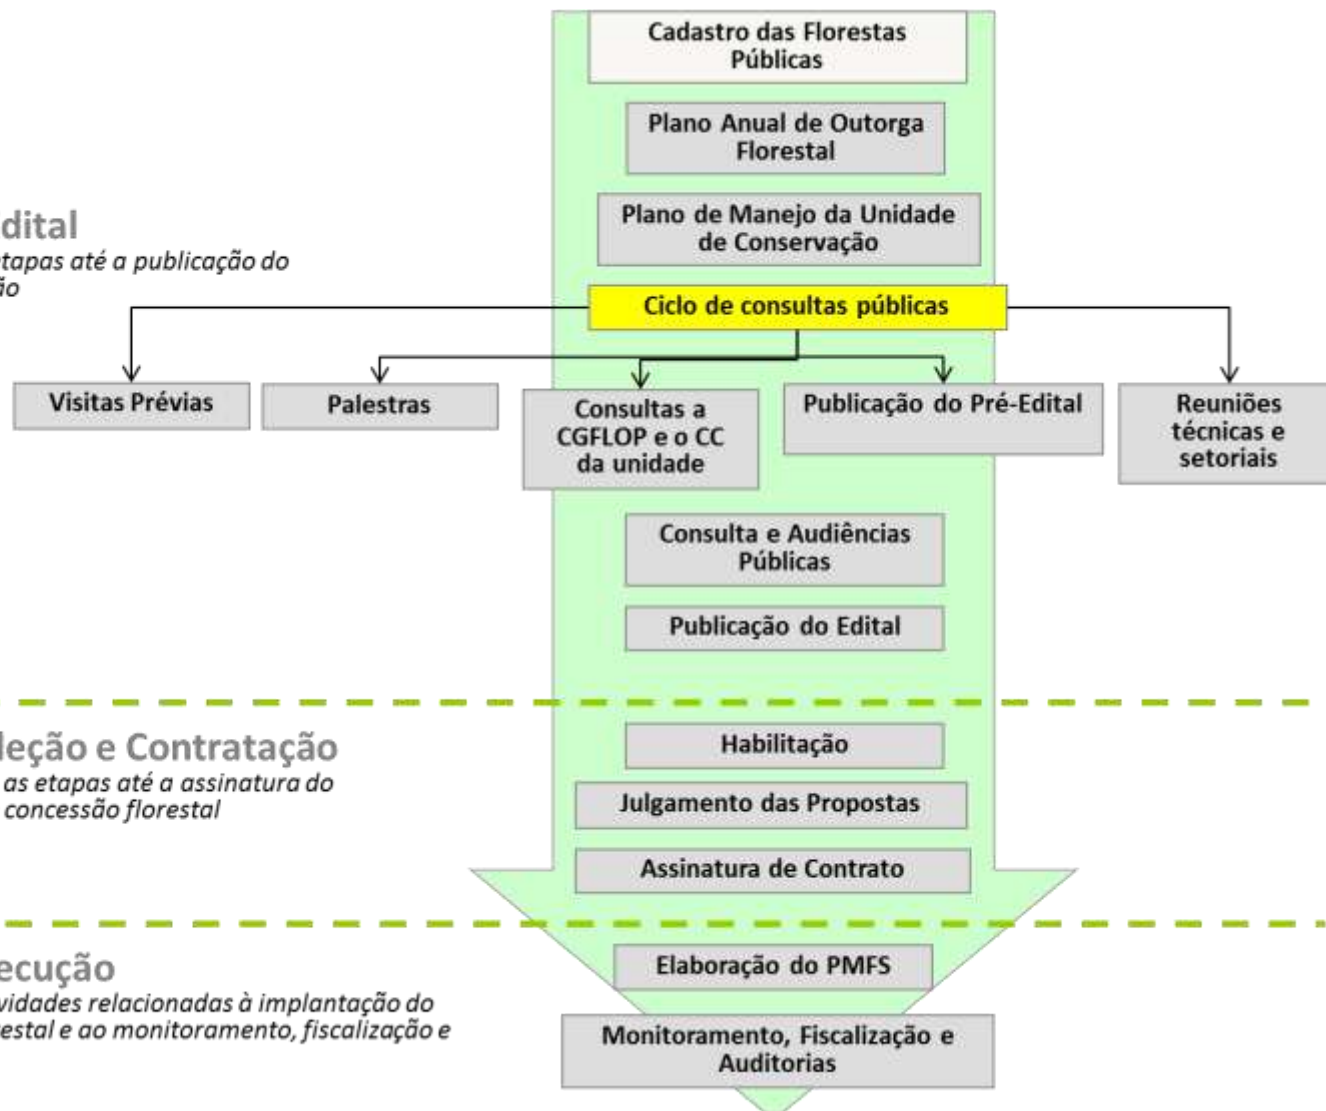 Cadastro das Florestas
Públicas
Plano Anual de Outorga
Florestal
Plano de Manejo da Unidade
de Conservação
dital
etapas até a publicação do
ão
Ciclo de consultas públicas
Visitas Prévias
Palestras
Consultas a
CGFLOP e o CC
da unidade
Publicação do Pré-Edital
Reuniões
técnicas e
setoriais
Consulta e Audiências
Públicas
Publicação do Edital
leção e Contratação
as etapas até a assinatura do
concessão florestal
Habilitação
Julgamento das Propostas
Assinatura de Contrato
ecução
vidades relacionadas à implantação do
restal e ao monitoramento, fiscalização e
Elaboração do PMFS
Monitoramento, Fiscalização e
Auditorias